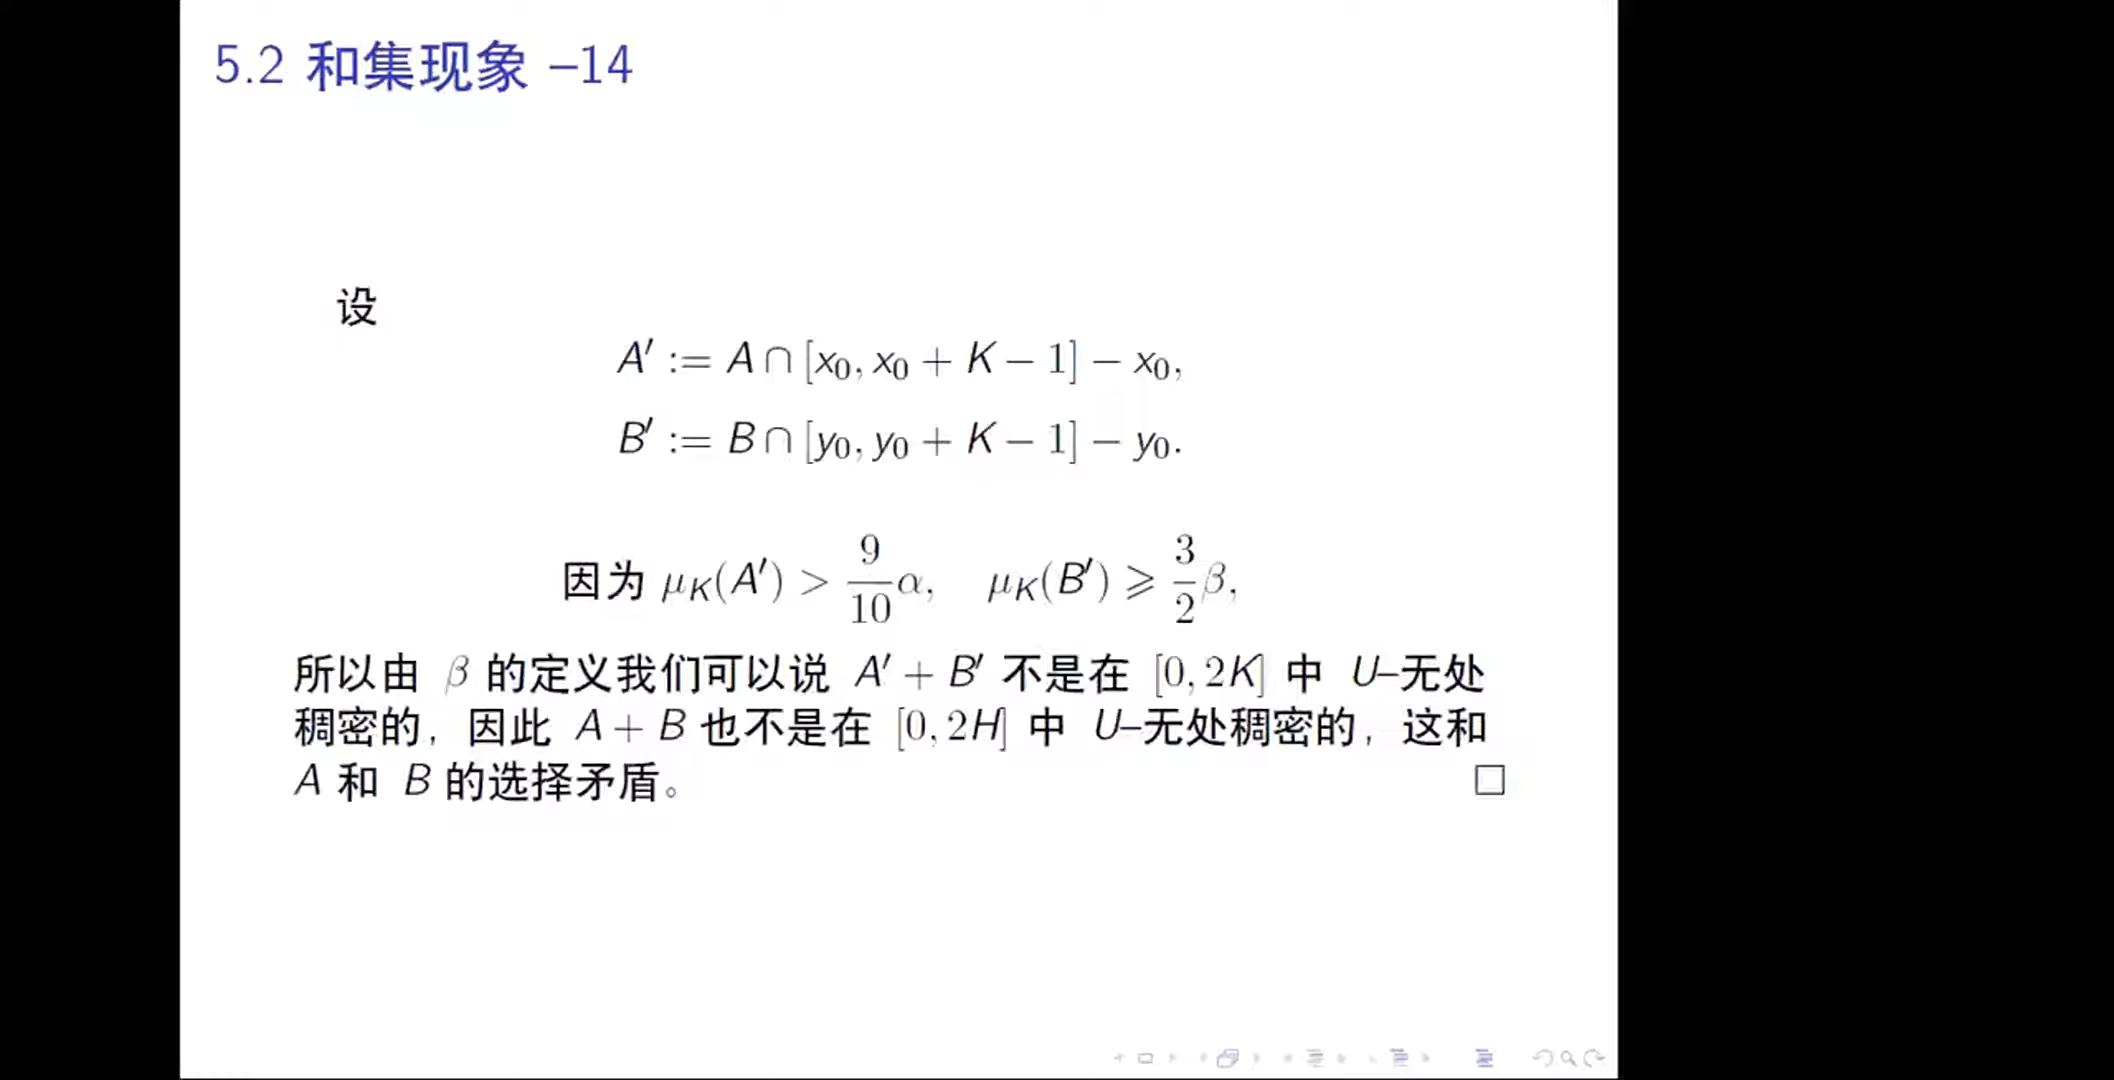 5.2 和集现象 –14
设
A′ := A ∩ [x₀, x₀ + K − 1] − x₀,
B′ := B ∩ [y₀, y₀ + K − 1] − y₀.
因为 μ_K(A′) > 9/10 α, μ_K(B′) ⩾ 3/2 β,
所以由 β 的定义我们可以说 A′ + B′ 不是在 [0, 2K] 中 U–无处
稠密的, 因此 A + B 也不是在 [0, 2H] 中 U–无处稠密的, 这和
A 和 B 的选择矛盾。 □